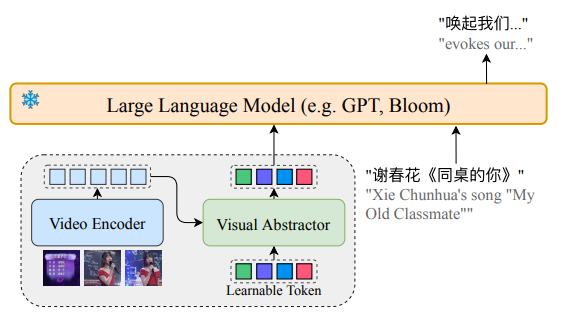 "唤起我们..."
"evokes our..."
Large Language Model (e.g. GPT, Bloom)
"谢春花《同桌的你》"
"Xie Chunhua's song "My
Old Classmate""
Video Encoder
Visual Abstractor
Learnable Token